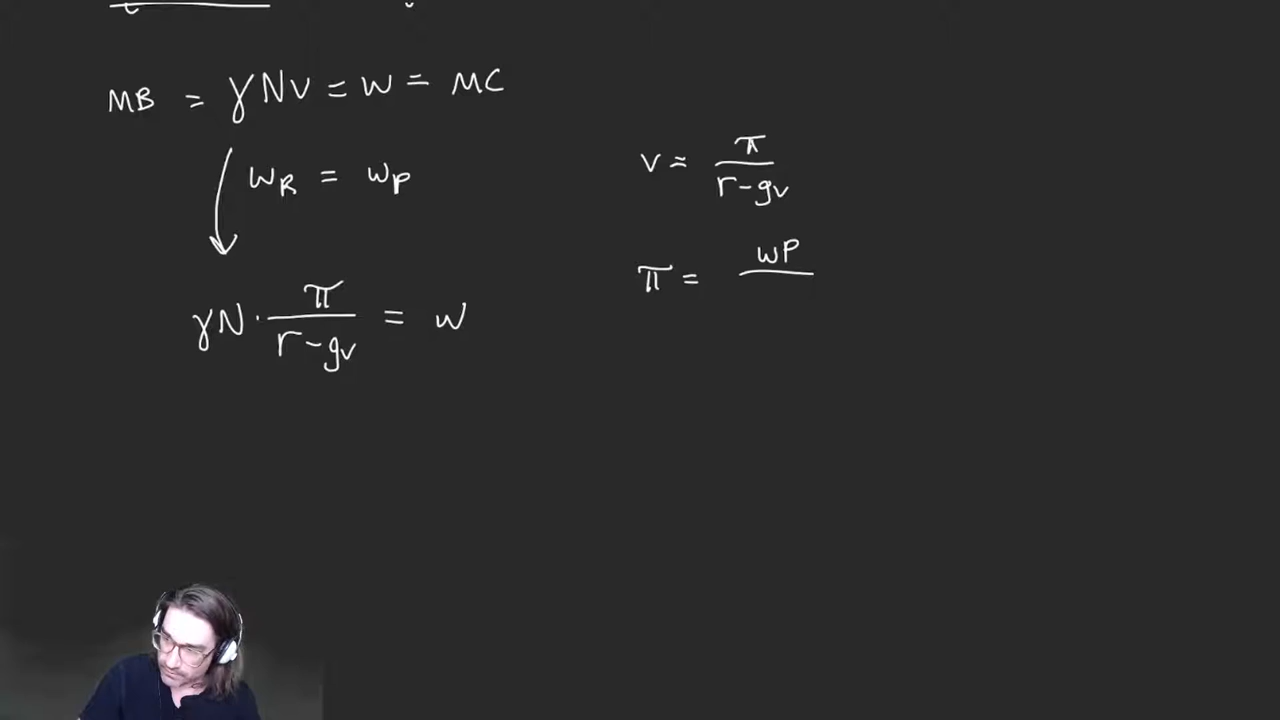 MB = γNv = w = MC
w_R = w_P
γN · π / (r - g_v) = w
v = π / (r - g_v)
π = wP /